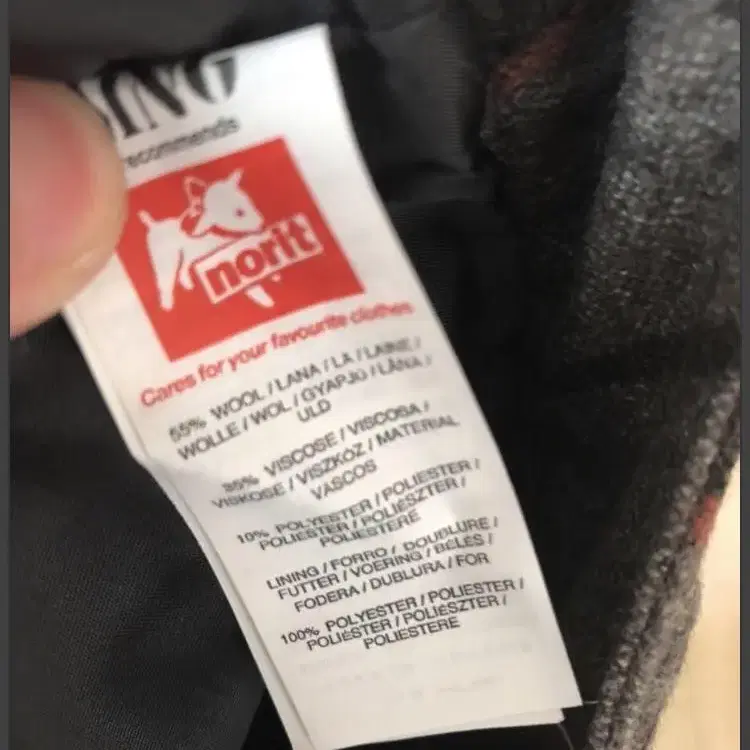 recommends
norit
Cares for your favourite clothes
55% WOOL / LANA / LÃ / LAINE /
WOLLE / WOL / GYAPJÚ / LÂNA /
ULD
35% VISCOSE / VISCOSA /
VISKOSE / VISZKÓZ / MATERIAL
VASCOS
10% POLYESTER / POLIESTER /
POLIESTER / POLIÉSZTER /
POLIESTERE
LINING / FORRO / DOUBLURE /
FUTTER / VOERING / BÉLÉS /
FODERA / DUBLURA / FOR
100% POLYESTER / POLIESTER /
POLIÉSTER / POLIÉSZTER /
POLIESTERE